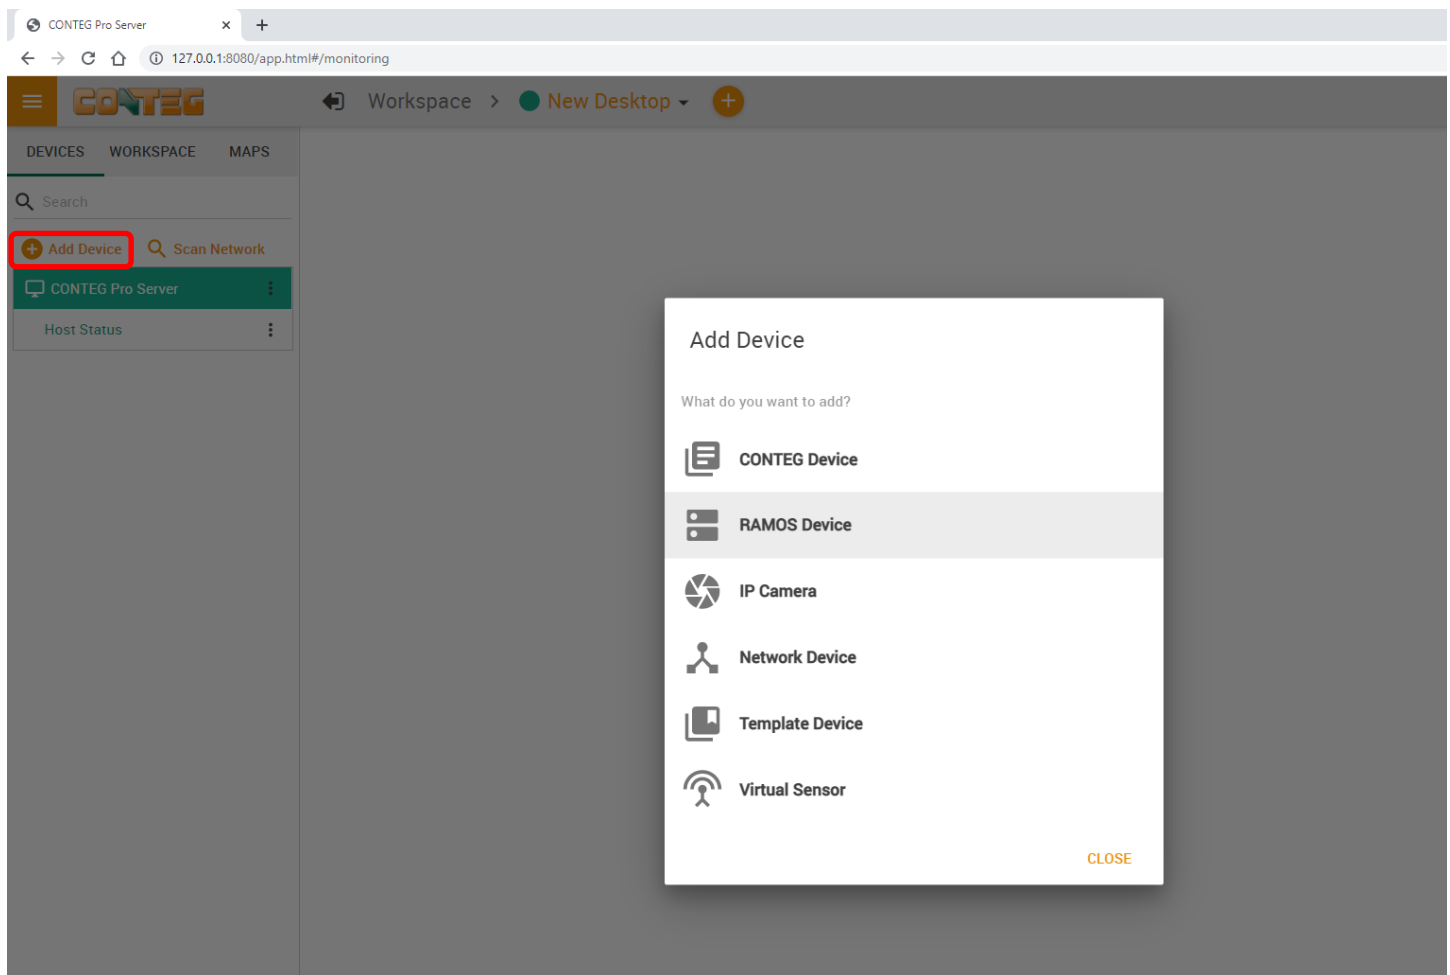 CONTEG Pro Server
127.0.0.1:8080/app.html#/monitoring
CONTEG
Workspace > New Desktop
DEVICES WORKSPACE MAPS
Search
Add Device Scan Network
CONTEG Pro Server
Host Status
Add Device
What do you want to add?
CONTEG Device
RAMOS Device
IP Camera
Network Device
Template Device
Virtual Sensor
CLOSE